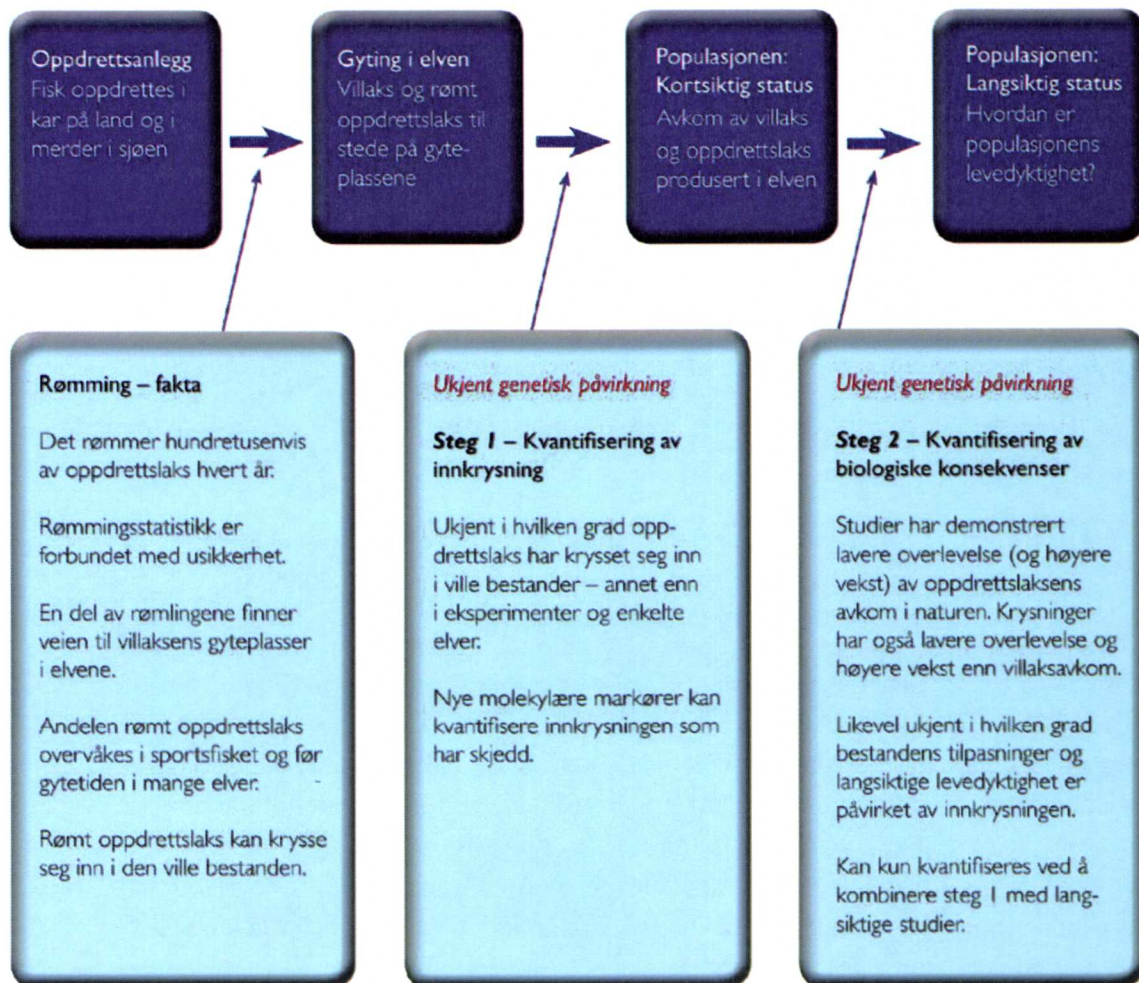 Oppdrettsanlegg
Fisk oppdrettes i
kar på land og i
merder i sjøen
Gyting i elven
Villaks og rømt
oppdrettslaks til
stede på gyte-
plassene
Populasjonen:
Kortsiktig status
Avkom av villaks
og oppdrettslaks
produsert i elven
Populasjonen:
Langsiktig status
Hvordan er
populasjonens
levedyktighet?
Rømming – fakta
Det rømmer hundretusenvis
av oppdrettslaks hvert år.
Rømmingsstatistikk er
forbundet med usikkerhet.
En del av rømlingene finner
veien til villaksens gyteplasser
i elvene.
Andelen rømt oppdrettslaks
overvåkes i sportsfisket og før
gytetiden i mange elver.
Rømt oppdrettslaks kan krysse
seg inn i den ville bestanden.
Ukjent genetisk påvirkning
Steg 1 – Kvantifisering av
innkrysning
Ukjent i hvilken grad opp-
drettslaks har krysset seg inn
i ville bestander – annet enn
i eksperimenter og enkelte
elver.
Nye molekylære markører kan
kvantifisere innkrysningen som
har skjedd.
Ukjent genetisk påvirkning
Steg 2 – Kvantifisering av
biologiske konsekvenser
Studier har demonstrert
lavere overlevelse (og høyere
vekst) av oppdrettslaksens
avkom i naturen. Krysninger
har også lavere overlevelse og
høyere vekst enn villaksavkom.
Likevel ukjent i hvilken grad
bestandens tilpasninger og
langsiktige levedyktighet er
påvirket av innkrysningen.
Kan kun kvantifiseres ved å
kombinere steg 1 med lang-
siktige studier.